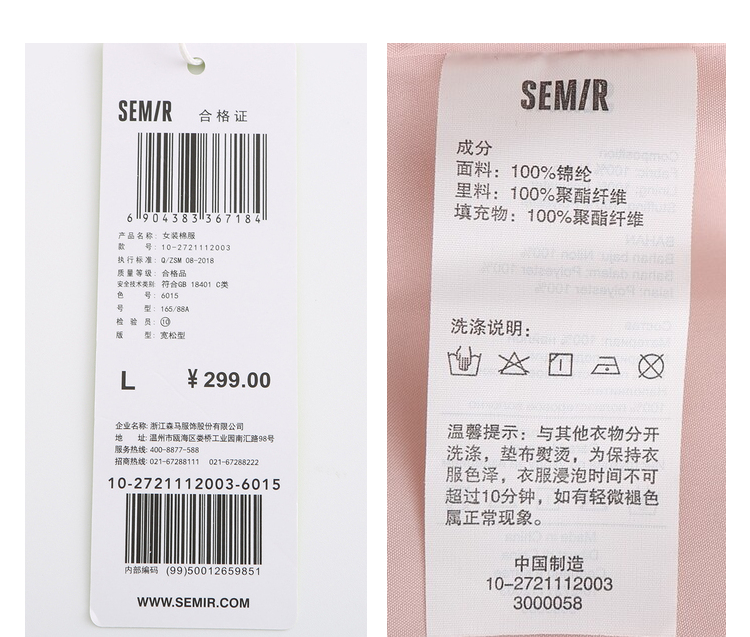 SEMIR 合格证
6 904383 367184
产品名称: 女装棉服
款 号: 10-2721112003
执行标准: Q/ZSM 08-2018
质量等级: 合格品
安全技术类别: 符合GB 18401 C类
色 号: 6015
号 型: 165/88A
检 验 员: ⑩
版 型: 宽松型
L ¥ 299.00
企业名称: 浙江森马服饰股份有限公司
地 址: 温州市瓯海区娄桥工业园南汇路98号
服务热线: 400-8877-588
招商热线: 021-67288111 021-67288222
10-2721112003-6015
内部编码 (99)50012659851
WWW.SEMIR.COM
SEMIR
成分
面料: 100%锦纶
里料: 100%聚酯纤维
填充物: 100%聚酯纤维
洗涤说明:
温馨提示: 与其他衣物分开
洗涤, 垫布熨烫, 为保持衣
服色泽, 衣服浸泡时间不可
超过10分钟, 如有轻微褪色
属正常现象。
中国制造
10-2721112003
3000058